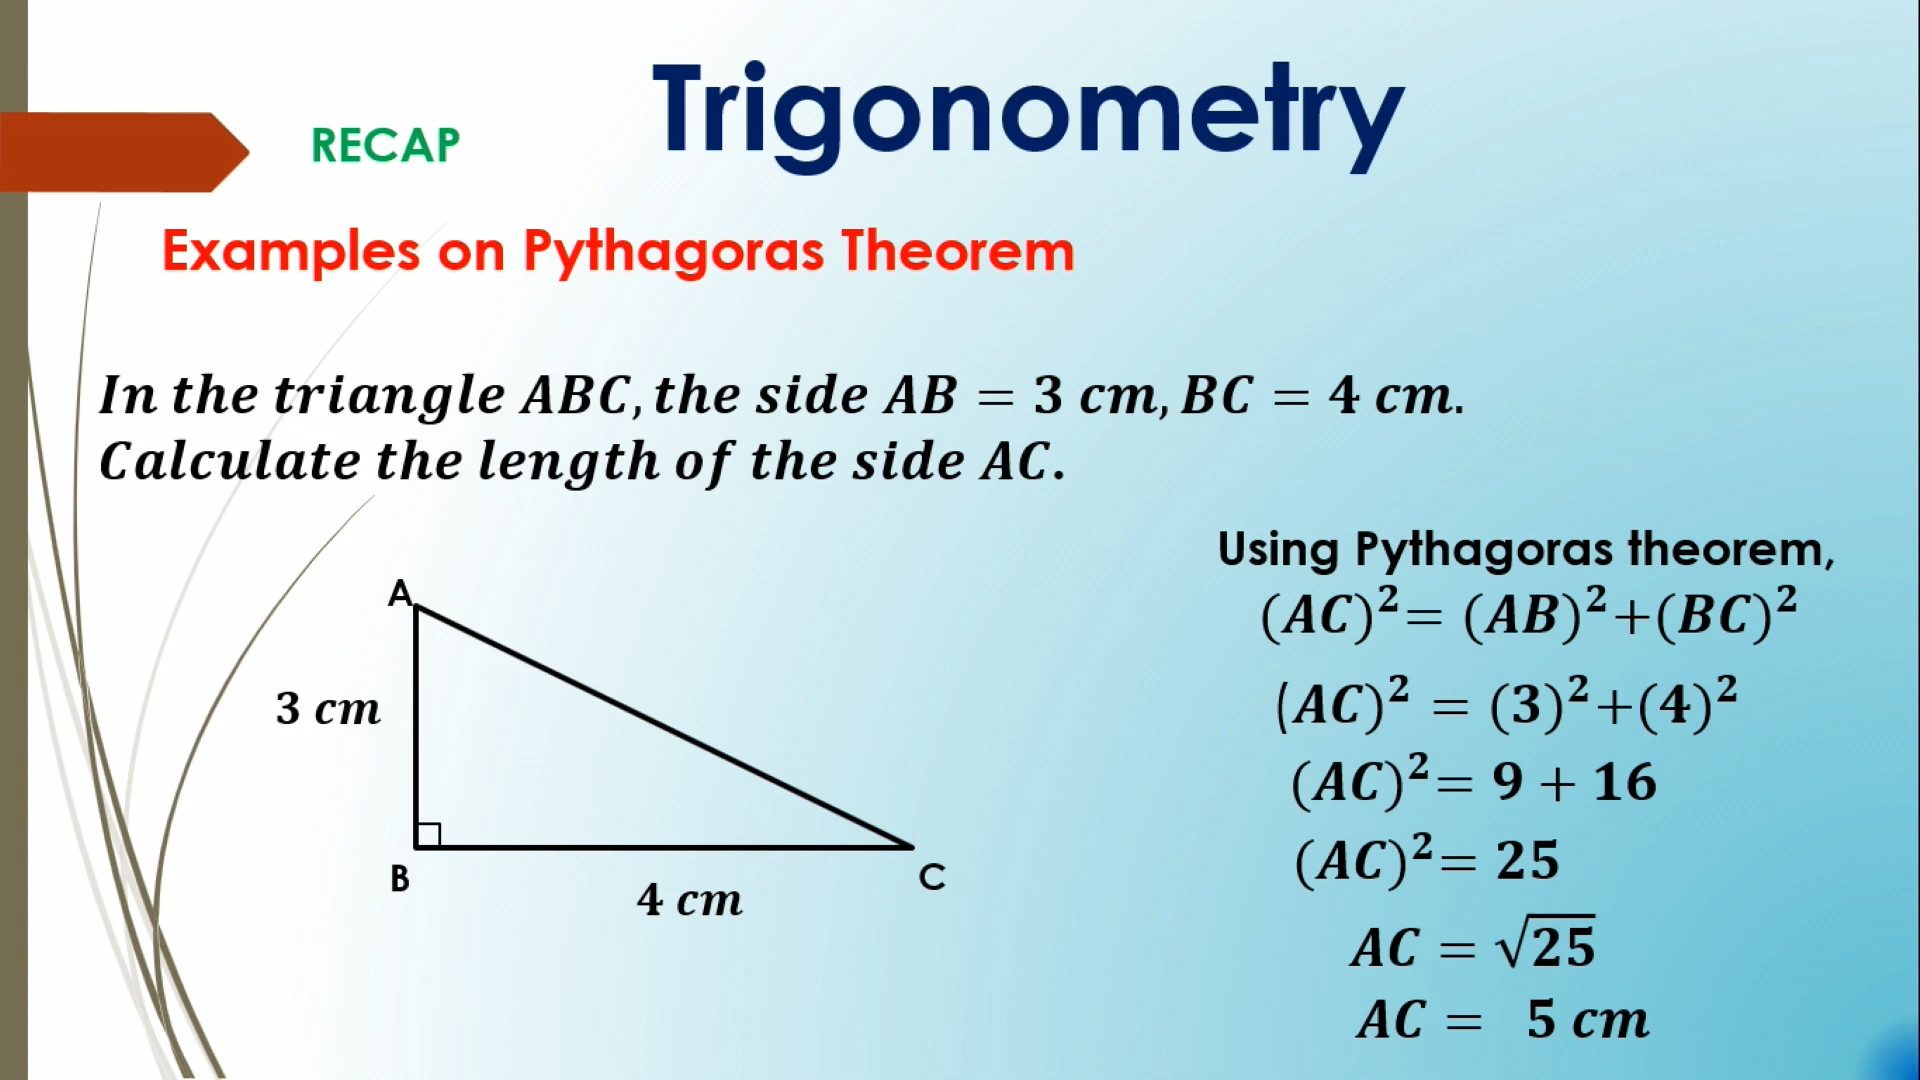 Trigonometry
RECAP
Examples on Pythagoras Theorem
In the triangle ABC, the side AB = 3 cm, BC = 4 cm.
Calculate the length of the side AC.
Using Pythagoras theorem,
(AC)²= (AB)²+(BC)²
(AC)² = (3)²+(4)²
(AC)²= 9 + 16
(AC)²= 25
AC = √25
AC = 5 cm
A
3 cm
B
C
4 cm